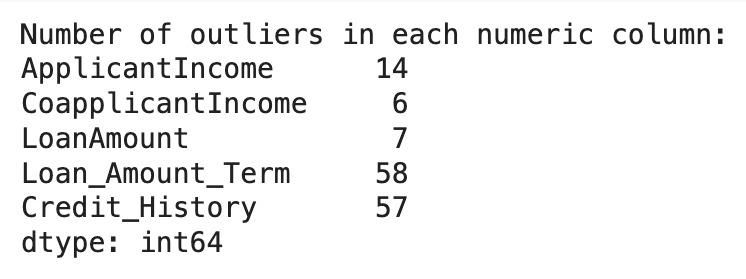 Number of outliers in each numeric column:
ApplicantIncome      14
CoapplicantIncome     6
LoanAmount            7
Loan_Amount_Term     58
Credit_History       57
dtype: int64